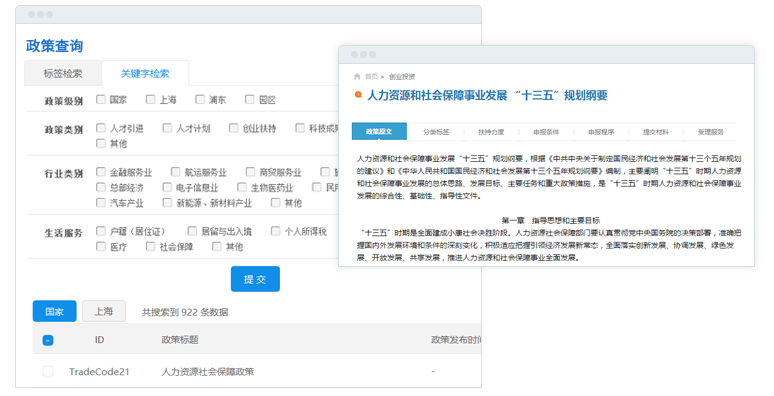 政策查询
标签检索 关键字检索
政策级别 国家 上海 浦东 园区
政策类别 人才引进 人才计划 创业扶持
其他
行业类别 金融服务业 航运服务业 商贸服务业
总部经济 电子信息业 生物医药业
汽车产业 新能源、新材料产业 其他
生活服务 户籍（居住证） 居留与出入境 个人所得税
医疗 社会保障 其他
提 交
国家 上海 共搜索到 922 条数据
ID 政策标题 政策发布时间
TradeCode21 人力资源社会保障政策 -
首页 > 创业投资
人力资源和社会保障事业发展 “十三五”规划纲要
政策原文 分类标签 扶持力度 申报条件 申报程序 提交材料 受理服务
人力资源和社会保障事业发展“十三五”规划纲要，根据《中共中央关于制定国民经济和社会发展第十三个五年规划
的建议》和《中华人民共和国国民经济和社会发展第十三个五年规划纲要》编制，主要阐明“十三五”时期人力资源
和社会保障事业发展的总体思路、发展目标、主要任务和重大政策措施，是“十三五”时期人力资源和社会保障事业
发展的综合性、基础性、指导性文件。
第一章 指导思想和主要目标
“十三五”时期是全面建成小康社会决胜阶段。人力资源社会保障部门要认真贯彻党中央国务院的决策部署，准确把
握国内外发展环境和条件的深刻变化，积极适应把握引领经济发展新常态，全面落实创新发展、协调发展、绿色发
展、开放发展、共享发展，推进人力资源和社会保障事业全面发展。